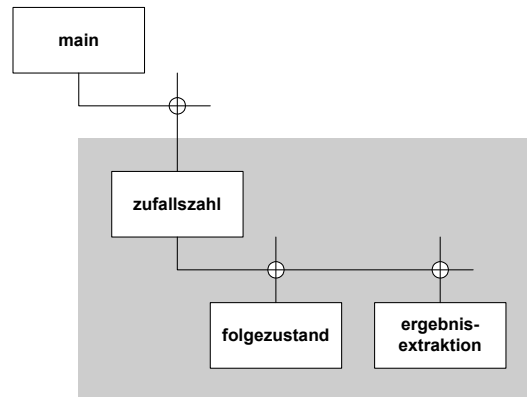 main
zufallszahl
folgezustand
ergebnis-
extraktion